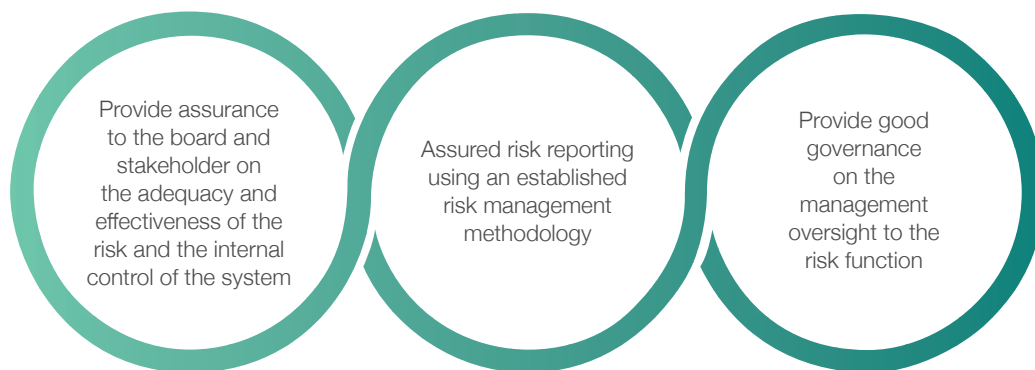 Provide assurance
to the board and
stakeholder on
the adequacy and
effectiveness of the
risk and the internal
control of the system
Assured risk reporting
using an established
risk management
methodology
Provide good
governance
on the
management
oversight to the
risk function